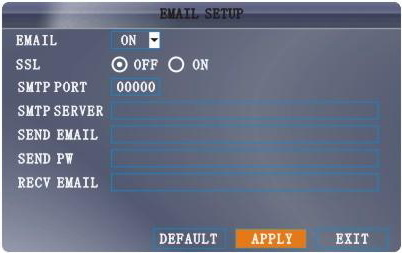 EMAIL SETUP
EMAIL ON
SSL OFF ON
SMTP PORT 00000
SMTP SERVER
SEND EMAIL
SEND PW
RECV EMAIL
DEFAULT APPLY EXIT